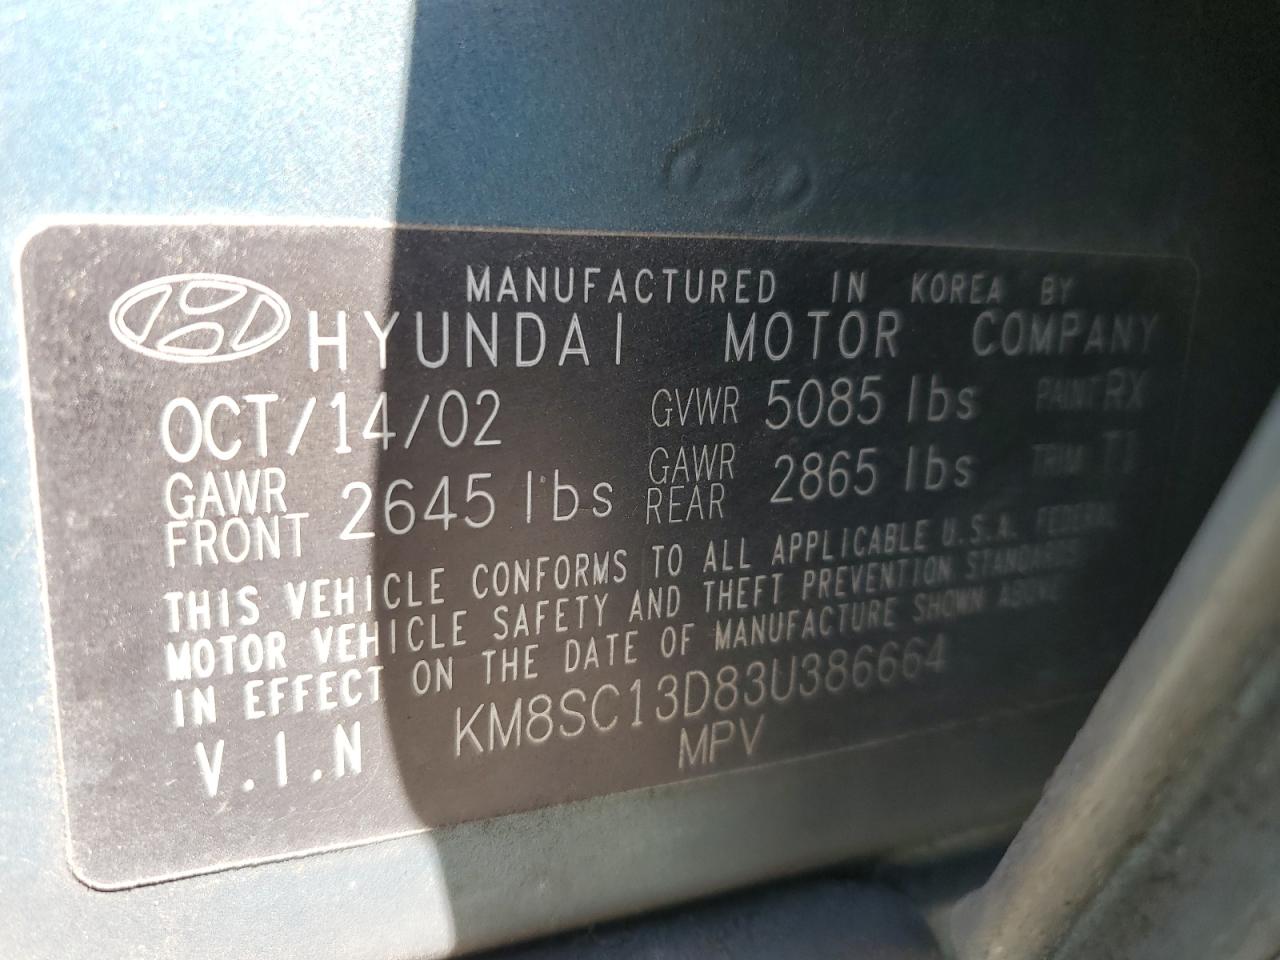 MANUFACTURED IN KOREA BY
HYUNDAI MOTOR COMPANY
OCT/14/02 GVWR 5085 lbs PAINT RX
GAWR FRONT 2645 lbs GAWR REAR 2865 lbs TRIM T1
THIS VEHICLE CONFORMS TO ALL APPLICABLE U.S.A. FEDERAL
MOTOR VEHICLE SAFETY AND THEFT PREVENTION STANDARDS
IN EFFECT ON THE DATE OF MANUFACTURE SHOWN ABOVE
V.I.N KM8SC13D83U386664
MPV